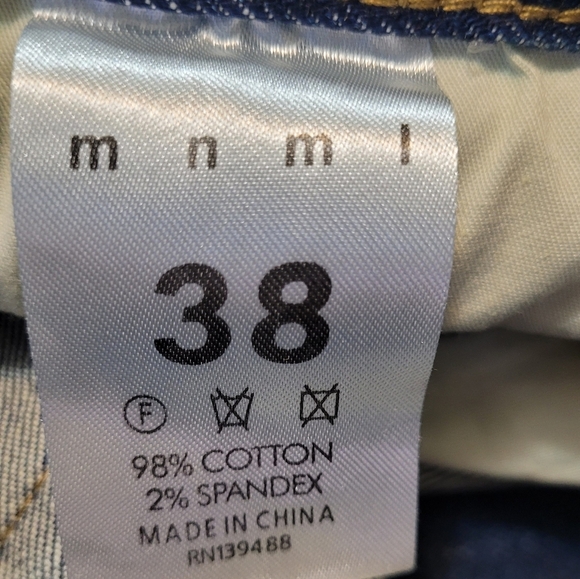 m n m l
38
F
98% COTTON
2% SPANDEX
MADE IN CHINA
RN139488